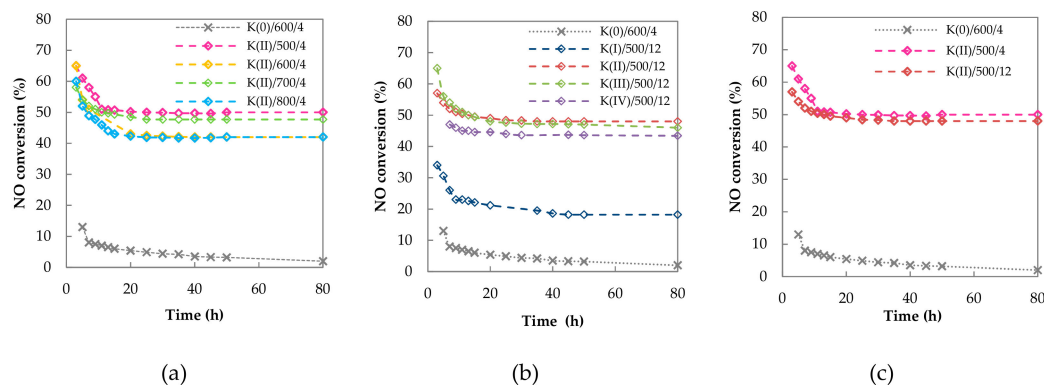 80
70
60
50
40
30
20
10
0
NO conversion (%)
K(0)/600/4
K(II)/500/4
K(II)/600/4
K(II)/700/4
K(II)/800/4
0 20 40 60 80
Time (h)
(a)
80
70
60
50
40
30
20
10
0
NO conversion (%)
K(0)/600/4
K(I)/500/12
K(II)/500/12
K(III)/500/12
K(IV)/500/12
0 20 40 60 80
Time (h)
(b)
80
70
60
50
40
30
20
10
0
NO conversion (%)
K(0)/600/4
K(II)/500/4
K(II)/500/12
0 20 40 60 80
Time (h)
(c)